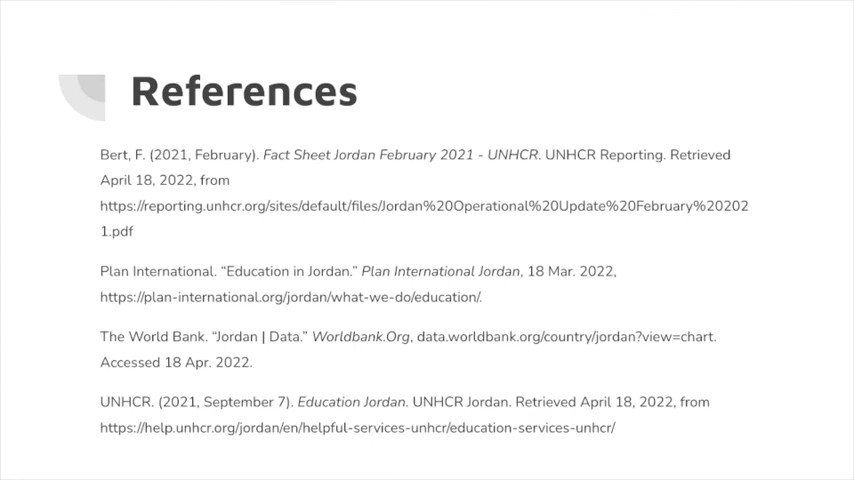 References
Bert, F. (2021, February). Fact Sheet Jordan February 2021 - UNHCR. UNHCR Reporting. Retrieved
April 18, 2022, from
https://reporting.unhcr.org/sites/default/files/Jordan%20Operational%20Update%20February%20202
1.pdf
Plan International. “Education in Jordan.” Plan International Jordan, 18 Mar. 2022,
https://plan-international.org/jordan/what-we-do/education/.
The World Bank. “Jordan | Data.” Worldbank.Org, data.worldbank.org/country/jordan?view=chart.
Accessed 18 Apr. 2022.
UNHCR. (2021, September 7). Education Jordan. UNHCR Jordan. Retrieved April 18, 2022, from
https://help.unhcr.org/jordan/en/helpful-services-unhcr/education-services-unhcr/